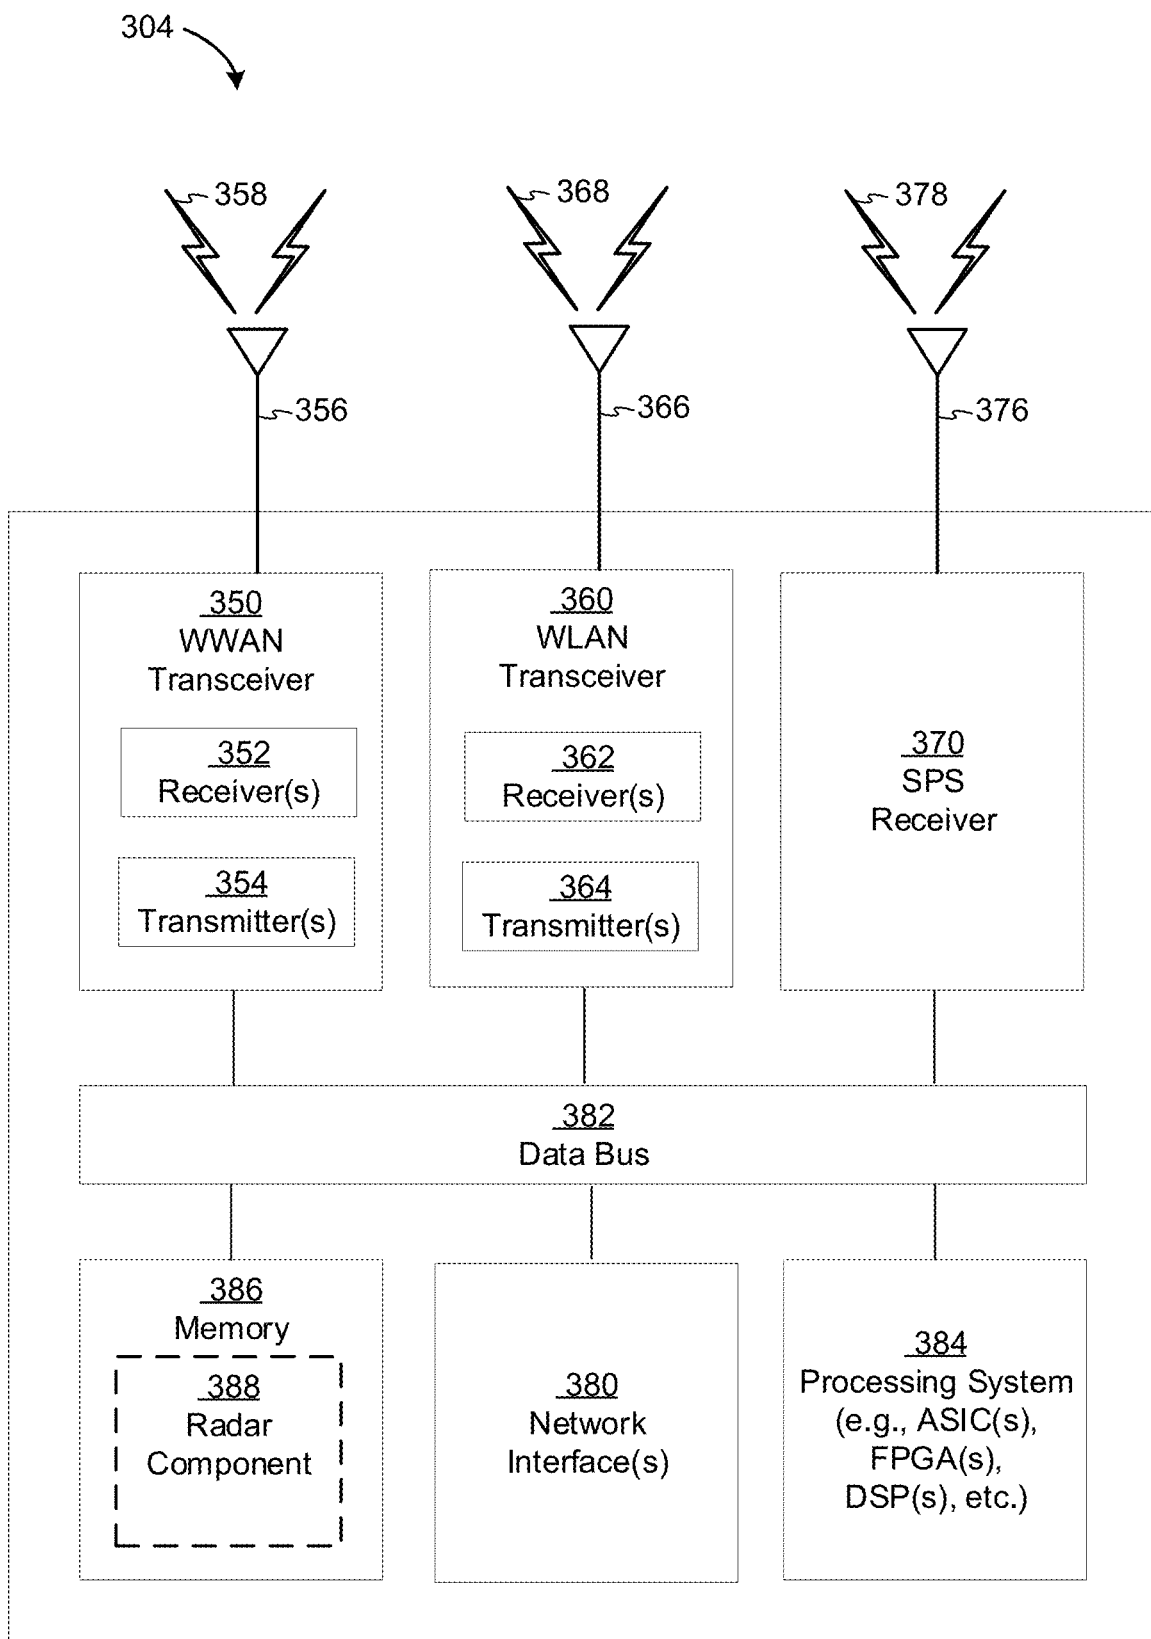 304
358
368
378
356
366
376
350
WWAN
Transceiver
352
Receiver(s)
354
Transmitter(s)
360
WLAN
Transceiver
362
Receiver(s)
364
Transmitter(s)
370
SPS
Receiver
382
Data Bus
386
Memory
388
Radar
Component
380
Network
Interface(s)
384
Processing System
(e.g., ASIC(s),
FPGA(s),
DSP(s), etc.)